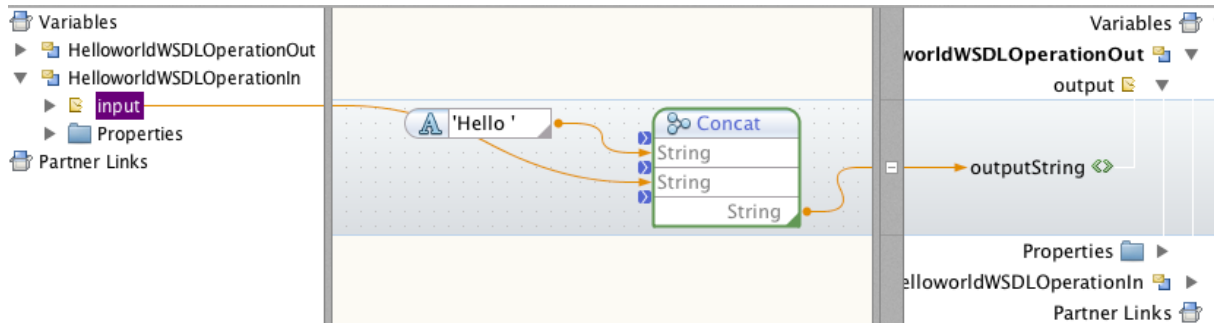 Variables
HelloworldWSDLOperationOut
HelloworldWSDLOperationIn
input
Properties
Partner Links
'Hello '
Concat
String
String
String
Variables
worldWSDLOperationOut
output
outputString
Properties
elloworldWSDLOperationIn
Partner Links